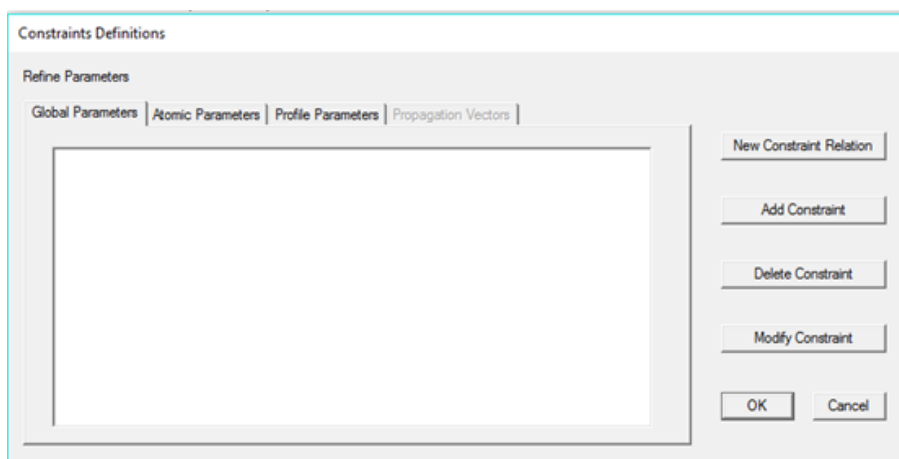 Constraints Definitions
Refine Parameters
Global Parameters Atomic Parameters Profile Parameters Propagation Vectors
New Constraint Relation
Add Constraint
Delete Constraint
Modify Constraint
OK Cancel